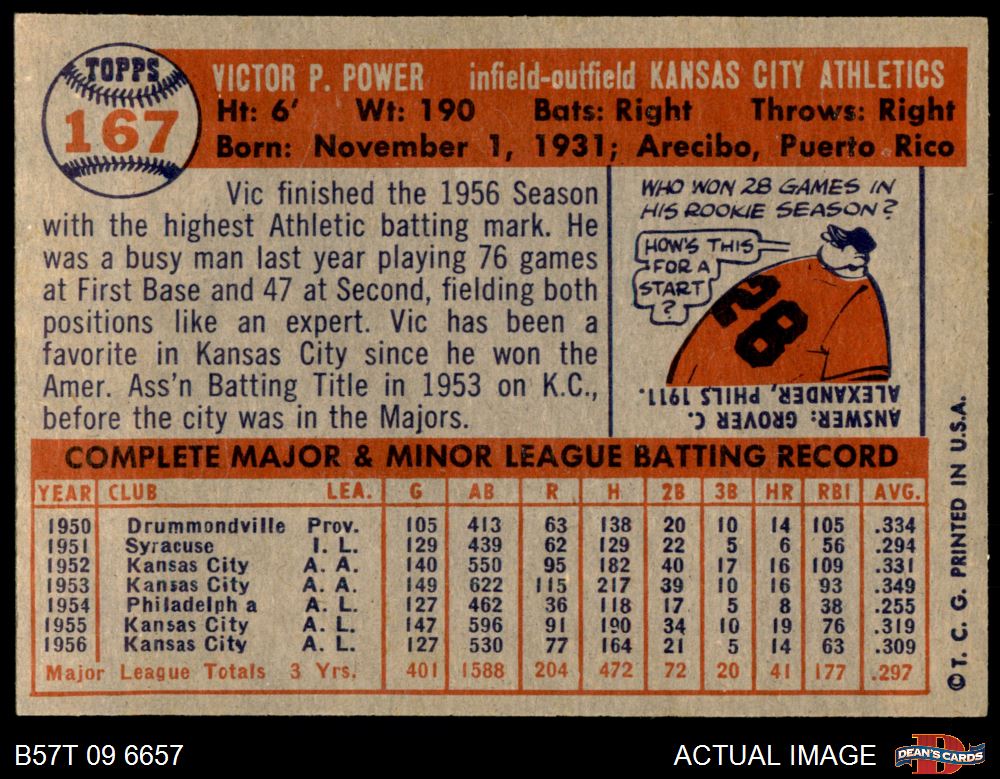 TOPPS
167
VICTOR P. POWER infield-outfield KANSAS CITY ATHLETICS
Ht: 6' Wt: 190 Bats: Right Throws: Right
Born: November 1, 1931; Arecibo, Puerto Rico
Vic finished the 1956 Season
with the highest Athletic batting mark. He
was a busy man last year playing 76 games
at First Base and 47 at Second, fielding both
positions like an expert. Vic has been a
favorite in Kansas City since he won the
Amer. Ass'n Batting Title in 1953 on K.C.,
before the city was in the Majors.
WHO WON 28 GAMES IN
HIS ROOKIE SEASON?
HOW'S THIS
FOR A
START
?
28
ANSWER: GROVER C.
ALEXANDER, PHILS 1911.
COMPLETE MAJOR & MINOR LEAGUE BATTING RECORD
YEAR CLUB LEA. G AB R H 2B 3B HR RBI AVG.
1950 Drummondville Prov. 105 413 63 138 20 10 14 105 .334
1951 Syracuse I. L. 129 439 62 129 22 5 6 56 .294
1952 Kansas City A. A. 140 550 95 182 40 17 16 109 .331
1953 Kansas City A. A. 149 622 115 217 39 10 16 93 .349
1954 Philadelph a A. L. 127 462 36 118 17 5 8 38 .255
1955 Kansas City A. L. 147 596 91 190 34 10 19 76 .319
1956 Kansas City A. L. 127 530 77 164 21 5 14 63 .309
Major League Totals 3 Yrs. 401 1588 204 472 72 20 41 177 .297
© T. C. G. PRINTED IN U.S.A.
B57T 09 6657 ACTUAL IMAGE DEAN'S CARDS